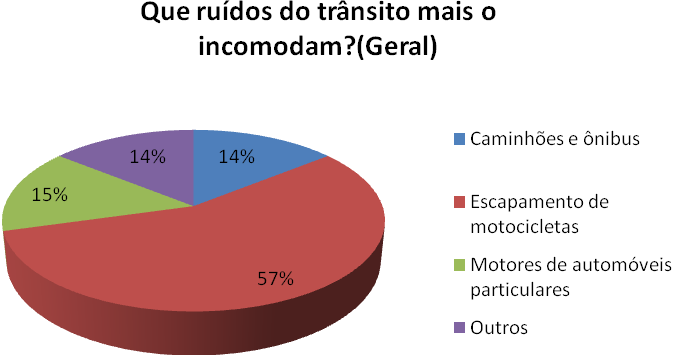 Que ruídos do trânsito mais o
incomodam?(Geral)
14%
14%
15%
57%
Caminhões e ônibus
Escapamento de
motocicletas
Motores de automóveis
particulares
Outros